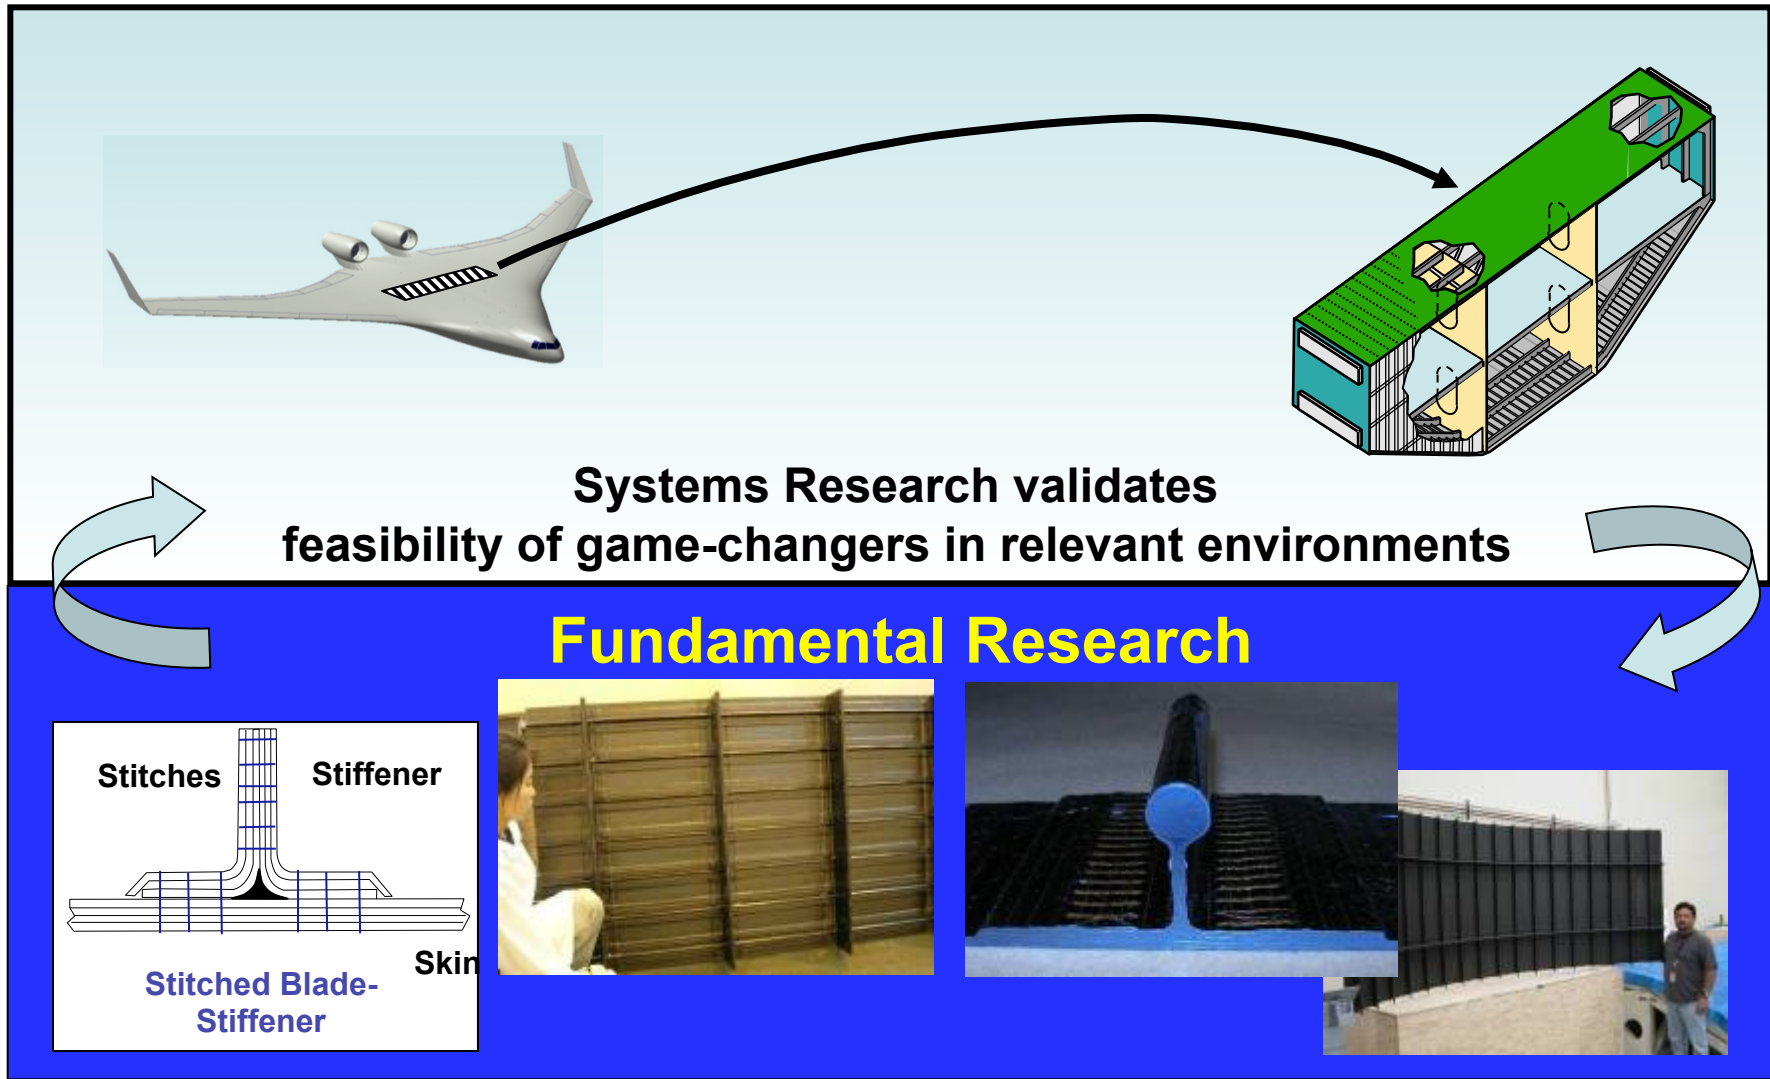 Systems Research validates
feasibility of game-changers in relevant environments
Fundamental Research
Stitches
Stiffener
Skin
Stitched Blade-
Stiffener